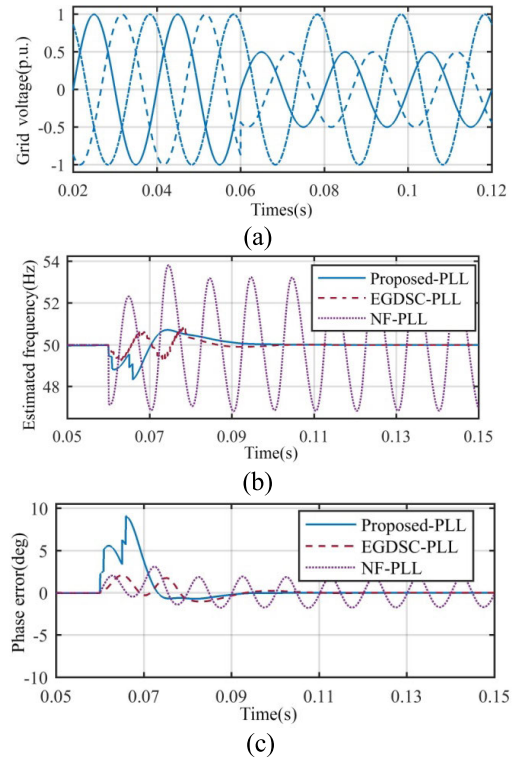 1
0.5
0
-0.5
-1
Grid voltage(p.u.)
0.02 0.04 0.06 0.08 0.1 0.12
Times(s)
(a)
54
52
50
48
Estimated frequency(Hz)
Proposed-PLL
EGDSC-PLL
NF-PLL
0.05 0.07 0.09 0.11 0.13 0.15
Time(s)
(b)
10
5
0
-5
-10
Phase error(deg)
Proposed-PLL
EGDSC-PLL
NF-PLL
0.05 0.07 0.09 0.11 0.13 0.15
Time(s)
(c)